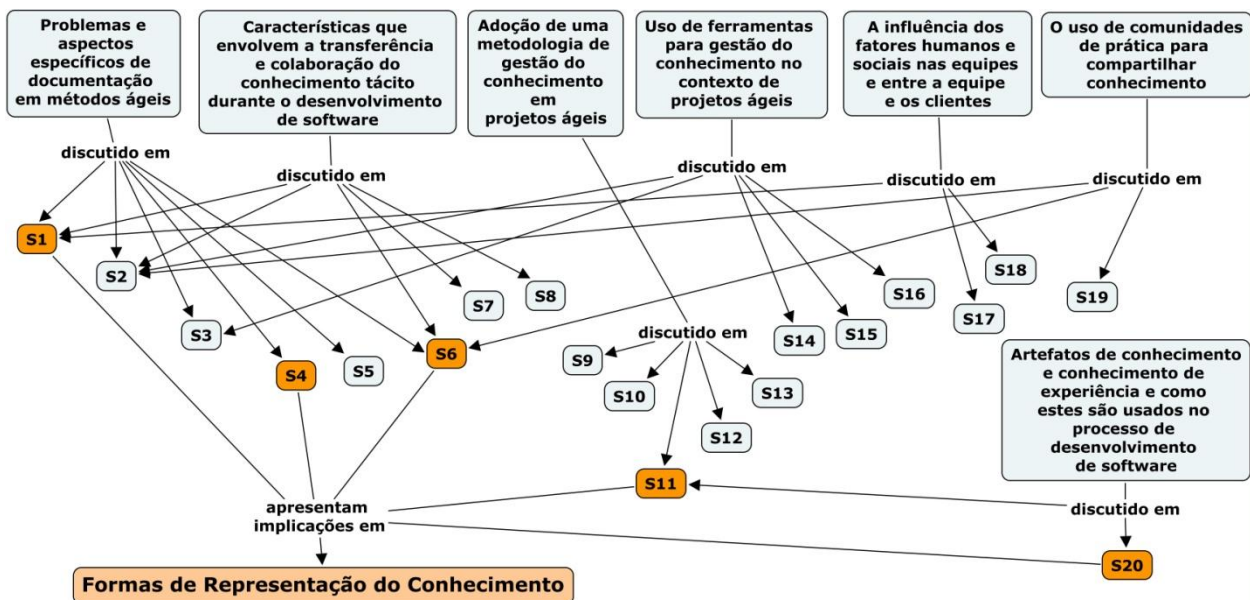 Problemas e
aspectos
específicos de
documentação
em métodos ágeis
Características que
envolvem a transferência
e colaboração do
conhecimento tácito
durante o desenvolvimento
de software
Adoção de uma
metodologia de
gestão do
conhecimento
em
projetos ágeis
Uso de ferramentas
para gestão do
conhecimento no
contexto de
projetos ágeis
A influência dos
fatores humanos e
sociais nas equipes
e entre a equipe
e os clientes
O uso de comunidades
de prática para
compartilhar
conhecimento
discutido em
discutido em
discutido em
discutido em
discutido em
S1
S2
S3
S4
S5
S6
S7
S8
discutido em
S9
S10
S11
S12
S13
S14
S15
S16
S17
S18
S19
Artefatos de conhecimento
e conhecimento de
experiência e como
estes são usados no
processo de
desenvolvimento
de software
discutido em
S20
apresentam
implicações em
Formas de Representação do Conhecimento